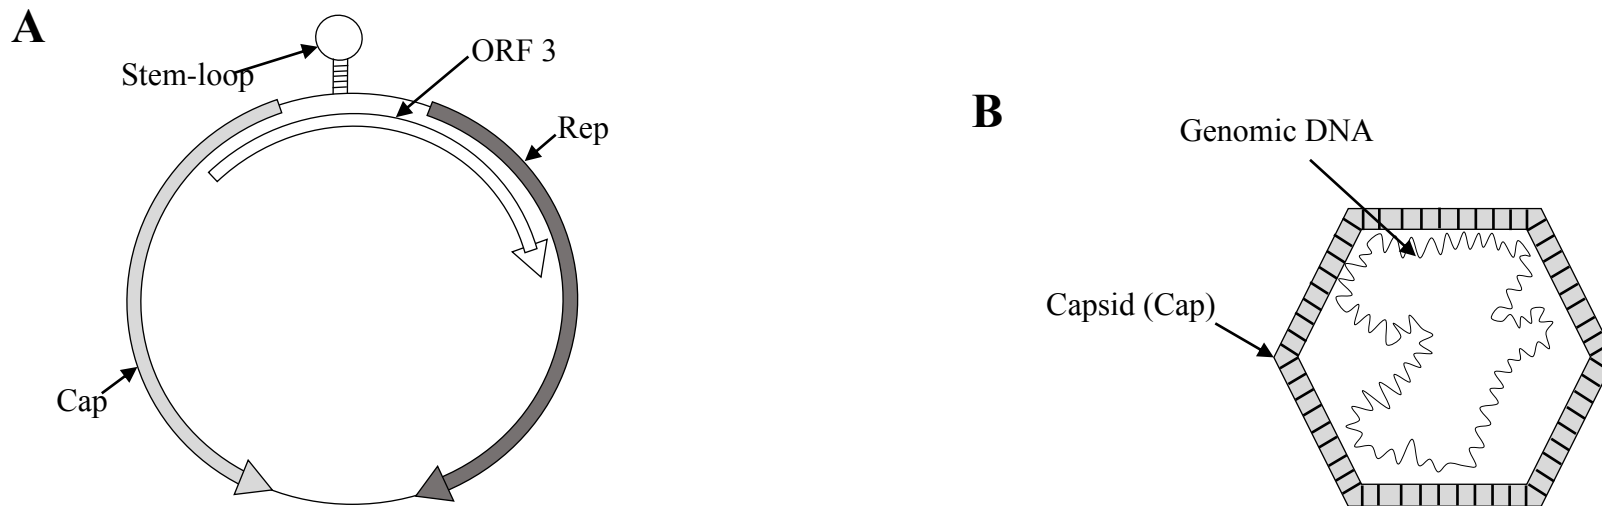 A
Stem-loop
ORF 3
Rep
Cap
B
Genomic DNA
Capsid (Cap)